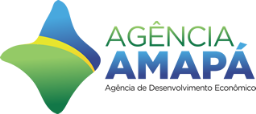 AGÊNCIA
AMAPÁ
Agência de Desenvolvimento Econômico